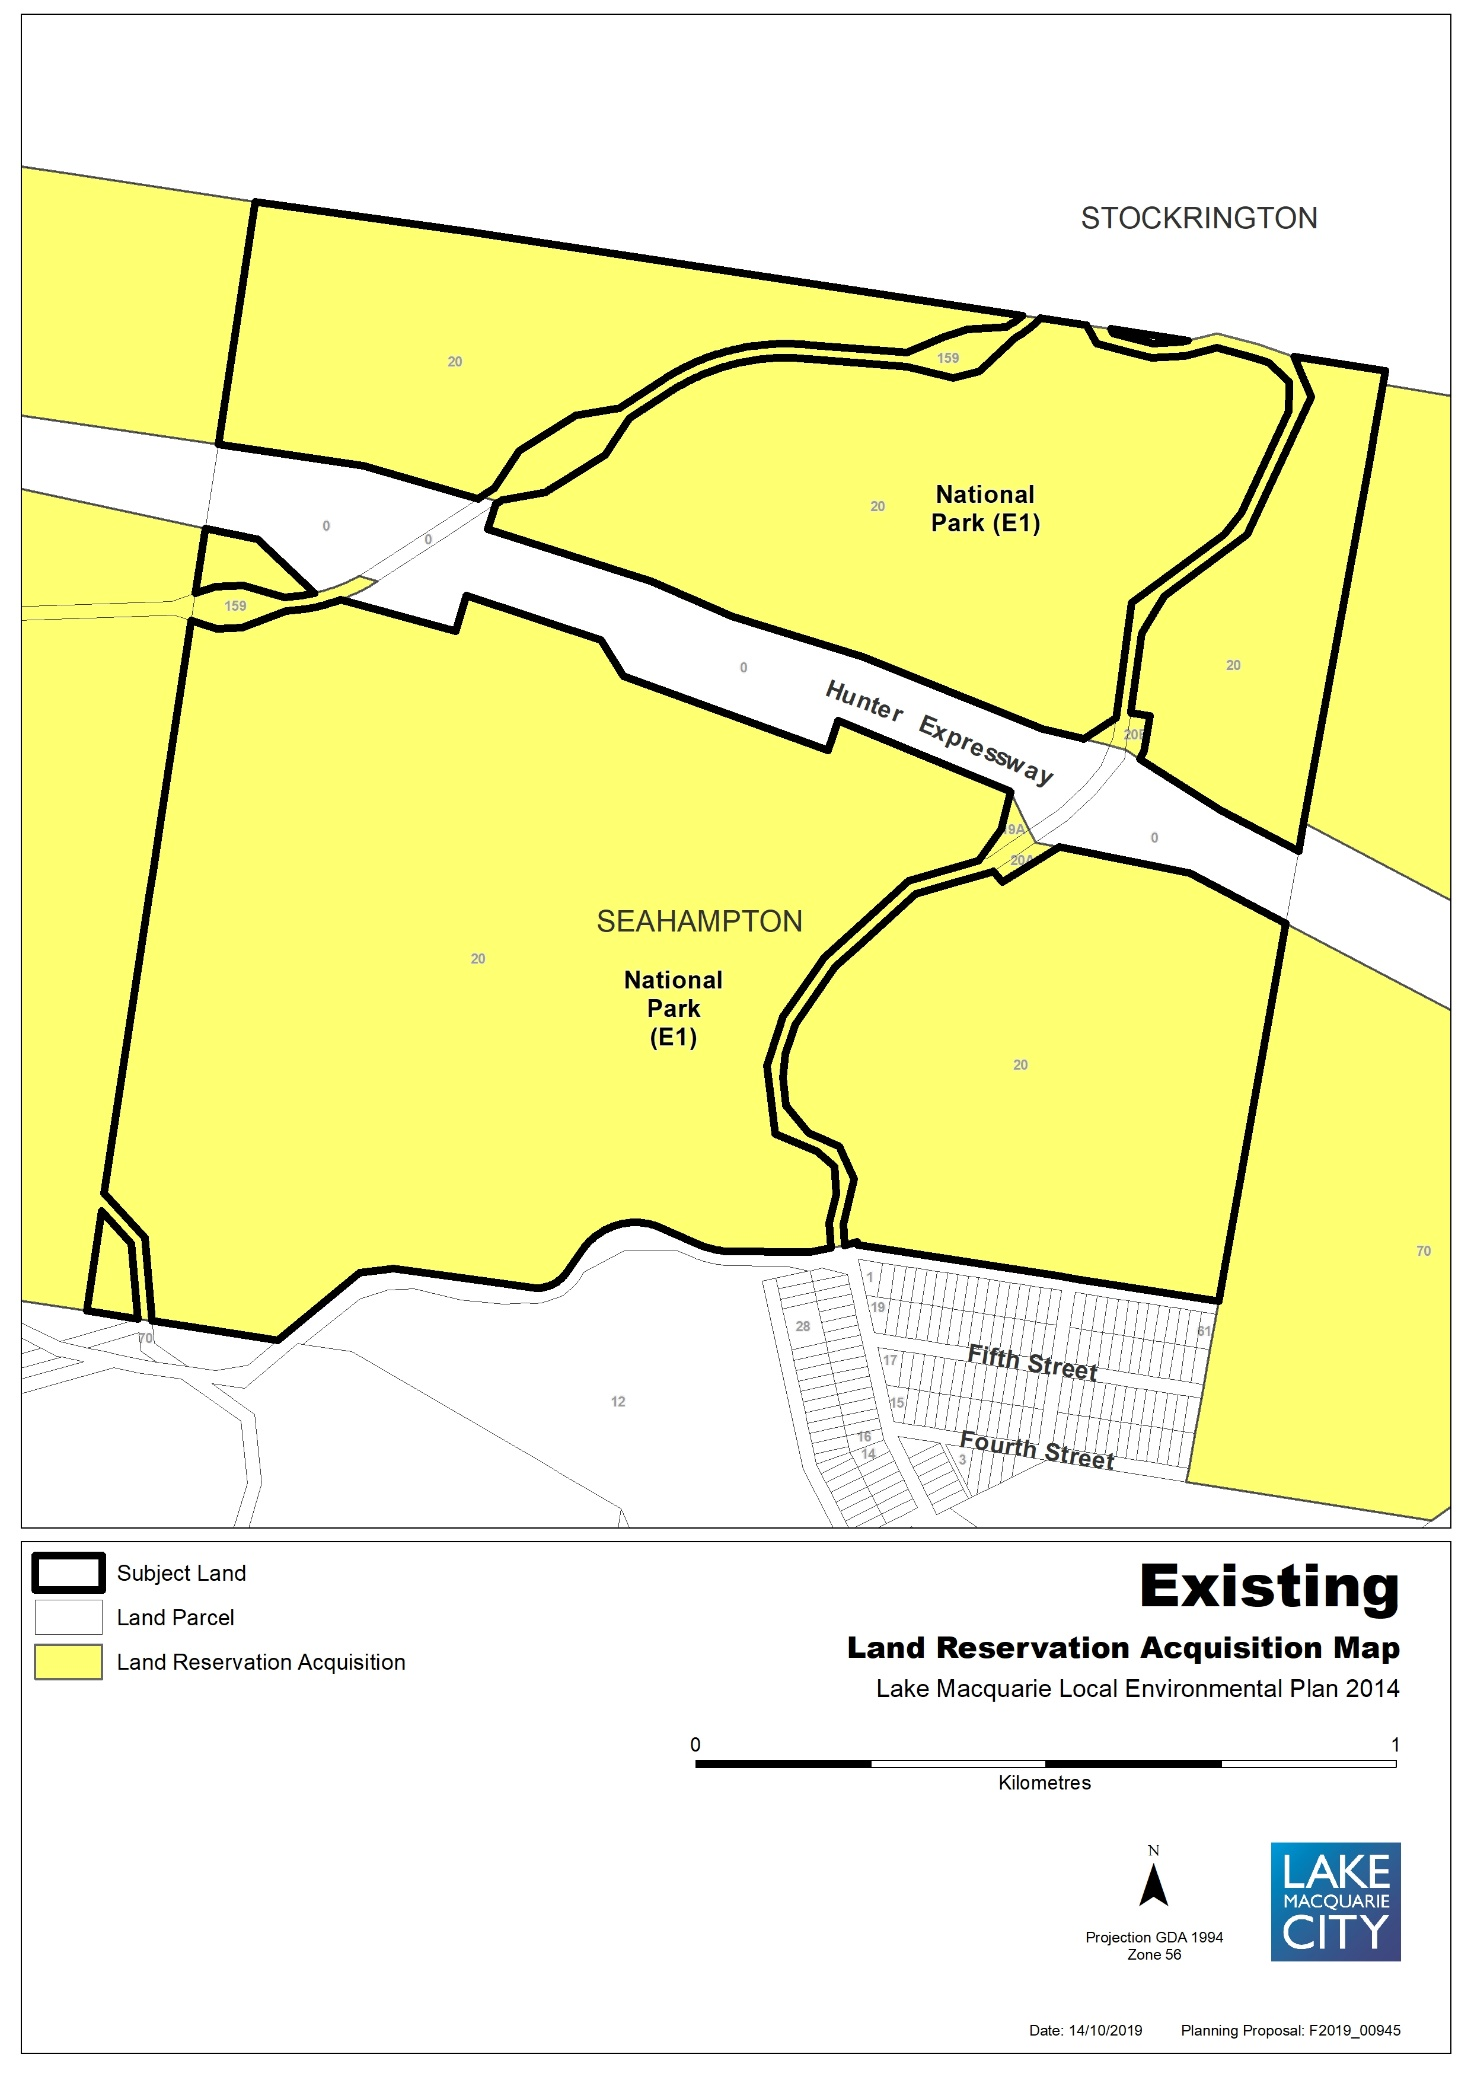 STOCKRINGTON
20
159
20
National
Park (E1)
0
0
159
20
0
Hunter Expressway
20
19A
0
20A
SEAHAMPTON
20
National
Park
(E1)
20
70
1
19
28
61
70
Fifth Street
17
12
15
16
Fourth Street
14
3
Subject Land
Land Parcel
Land Reservation Acquisition
Existing
Land Reservation Acquisition Map
Lake Macquarie Local Environmental Plan 2014
0 1
Kilometres
N
Projection GDA 1994
Zone 56
LAKE
MACQUARIE
CITY
Date: 14/10/2019 Planning Proposal: F2019_00945